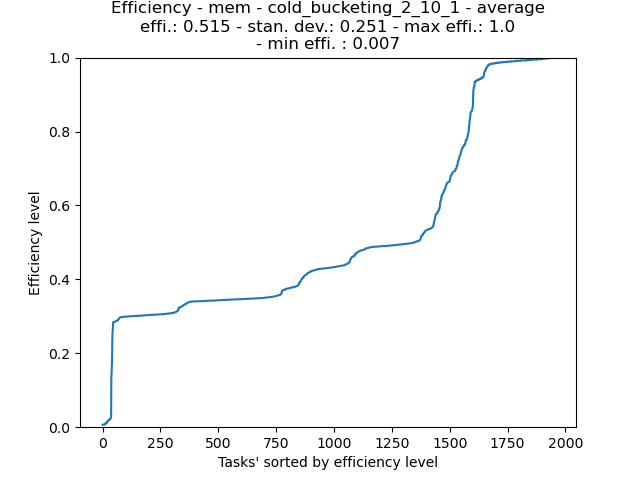 Efficiency - mem - cold_bucketing_2_10_1 - average
effi.: 0.515 - stan. dev.: 0.251 - max effi.: 1.0
- min effi. : 0.007
1.0
0.8
0.6
0.4
0.2
0.0
Efficiency level
0 250 500 750 1000 1250 1500 1750 2000
Tasks' sorted by efficiency level